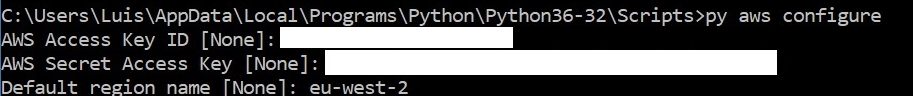 C:\Users\Luis\AppData\Local\Programs\Python\Python36-32\Scripts>py aws configure
AWS Access Key ID [None]:
AWS Secret Access Key [None]:
Default region name [None]: eu-west-2